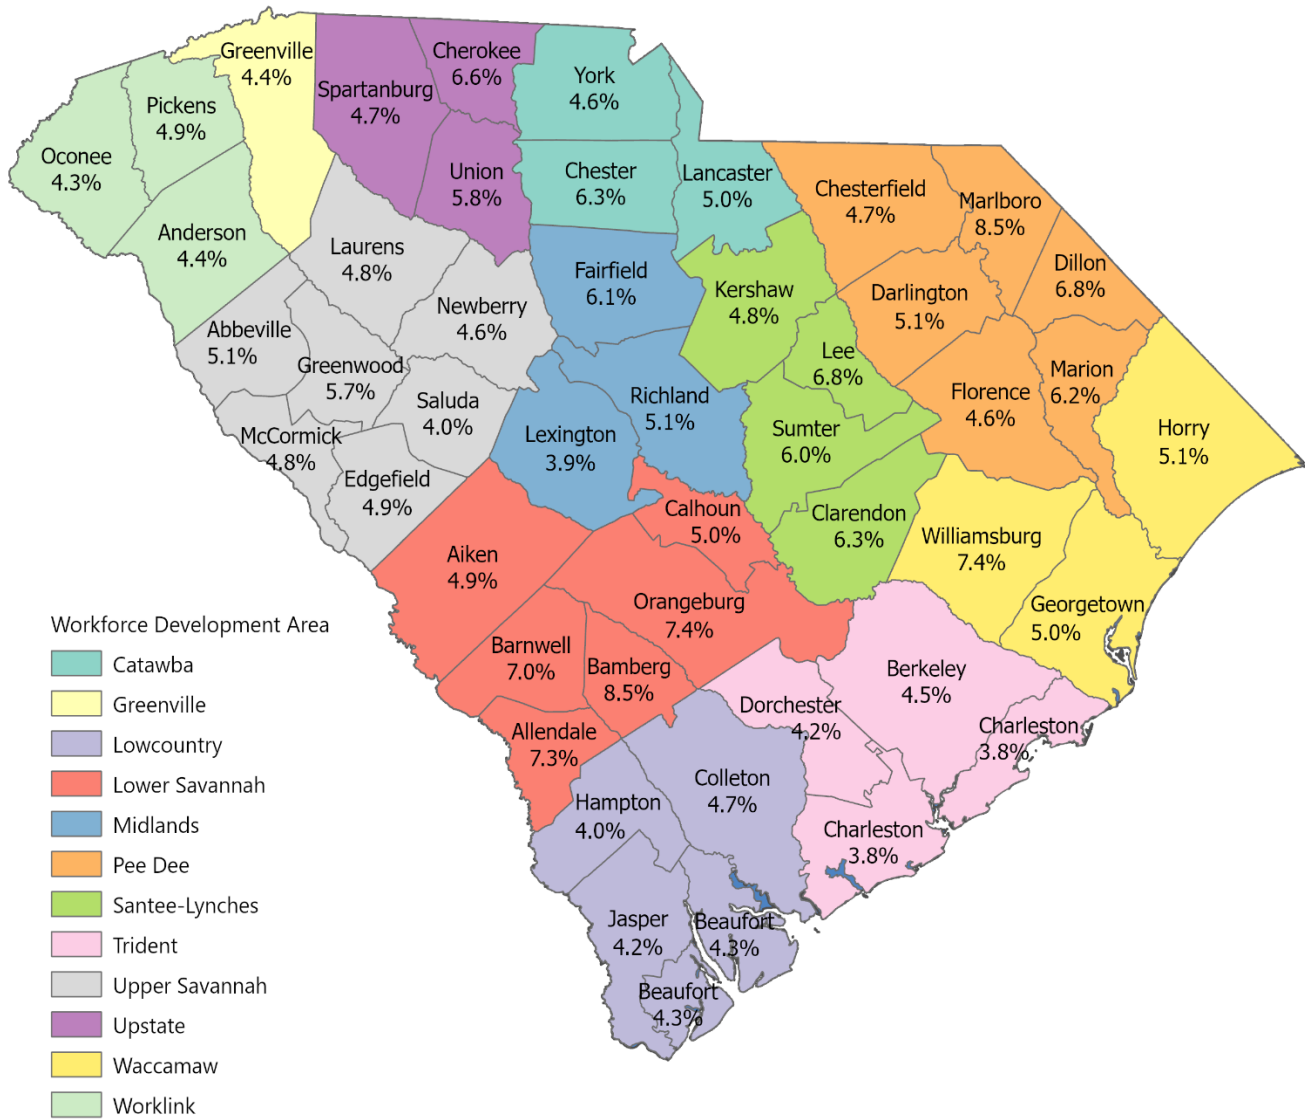 Greenville
4.4%
Cherokee
6.6%
Spartanburg
4.7%
York
4.6%
Pickens
4.9%
Oconee
4.3%
Union
5.8%
Chester
6.3%
Lancaster
5.0%
Chesterfield
4.7%
Marlboro
8.5%
Anderson
4.4%
Laurens
4.8%
Fairfield
6.1%
Kershaw
4.8%
Darlington
5.1%
Dillon
6.8%
Newberry
4.6%
Abbeville
5.1%
Greenwood
5.7%
Lee
6.8%
Marion
6.2%
Saluda
4.0%
Richland
5.1%
Florence
4.6%
McCormick
4.8%
Lexington
3.9%
Sumter
6.0%
Horry
5.1%
Edgefield
4.9%
Calhoun
5.0%
Clarendon
6.3%
Williamsburg
7.4%
Aiken
4.9%
Orangeburg
7.4%
Georgetown
5.0%
Barnwell
7.0%
Bamberg
8.5%
Berkeley
4.5%
Dorchester
4.2%
Charleston
3.8%
Allendale
7.3%
Colleton
4.7%
Hampton
4.0%
Charleston
3.8%
Jasper
4.2%
Beaufort
4.3%
Beaufort
4.3%
Workforce Development Area
Catawba
Greenville
Lowcountry
Lower Savannah
Midlands
Pee Dee
Santee-Lynches
Trident
Upper Savannah
Upstate
Waccamaw
Worklink